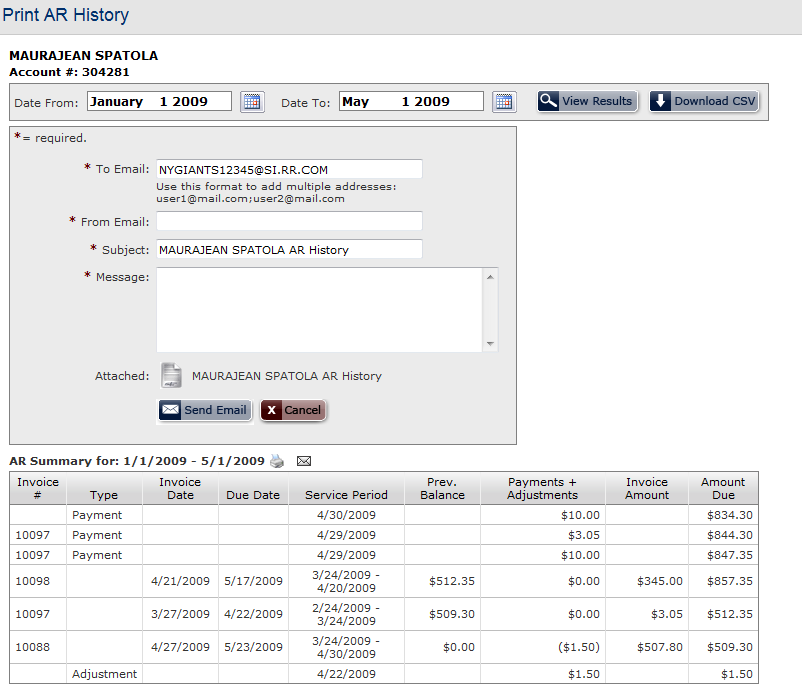 Print AR History
MAURAJEAN SPATOLA
Account #: 304281
Date From: January 1 2009 Date To: May 1 2009 View Results Download CSV
*= required.
* To Email: NYGIANTS12345@SI.RR.COM
Use this format to add multiple addresses:
user1@mail.com;user2@mail.com
* From Email:
* Subject: MAURAJEAN SPATOLA AR History
* Message:
Attached: MAURAJEAN SPATOLA AR History
Send Email X Cancel
AR Summary for: 1/1/2009 - 5/1/2009
Invoice # Type Invoice Date Due Date Service Period Prev. Balance Payments + Adjustments Invoice Amount Amount Due
Payment 4/30/2009 $10.00 $834.30
10097 Payment 4/29/2009 $3.05 $844.30
10097 Payment 4/29/2009 $10.00 $847.35
10098 4/21/2009 5/17/2009 3/24/2009 - 4/20/2009 $512.35 $0.00 $345.00 $857.35
10097 3/27/2009 4/22/2009 2/24/2009 - 3/24/2009 $509.30 $0.00 $3.05 $512.35
10088 4/27/2009 5/23/2009 3/24/2009 - 4/30/2009 $0.00 ($1.50) $507.80 $509.30
Adjustment 4/22/2009 $1.50 $1.50